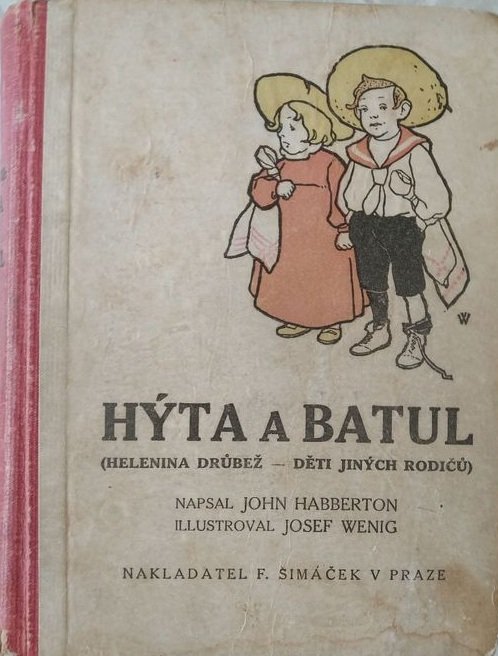 W
HÝTA A BATUL
(HELENINA DRŮBEŽ — DĚTI JINÝCH RODIČŮ)
NAPSAL JOHN HABBERTON
ILLUSTROVAL JOSEF WENIG
NAKLADATEL F. ŠIMÁČEK V PRAZE